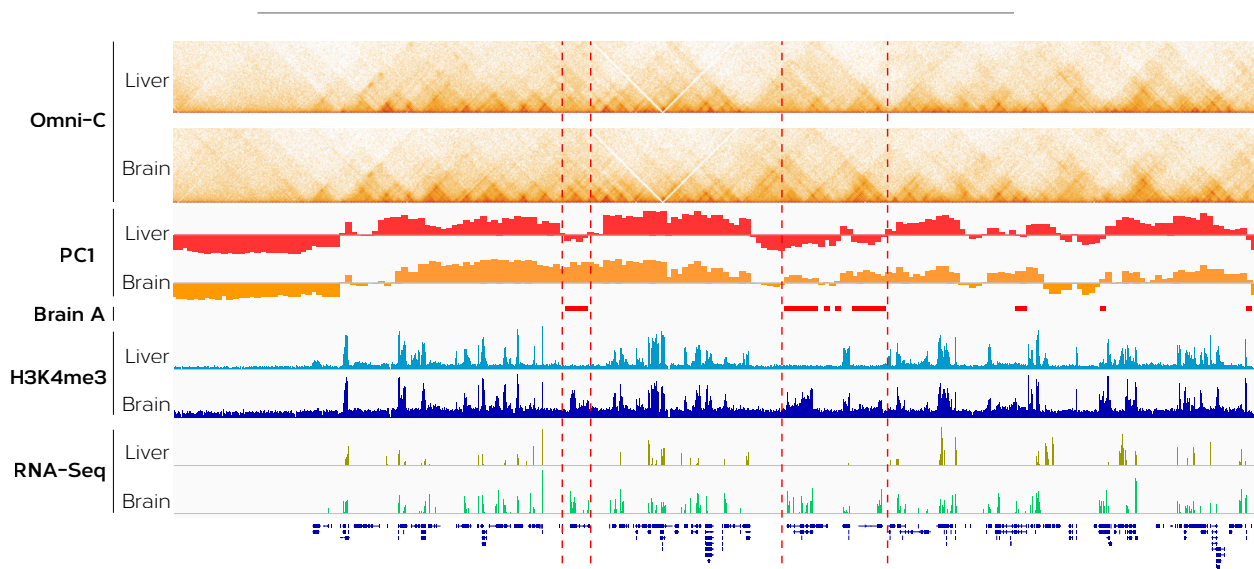 Omni-C
Liver
Brain
PC1
Liver
Brain
Brain A
H3K4me3
Liver
Brain
RNA-Seq
Liver
Brain